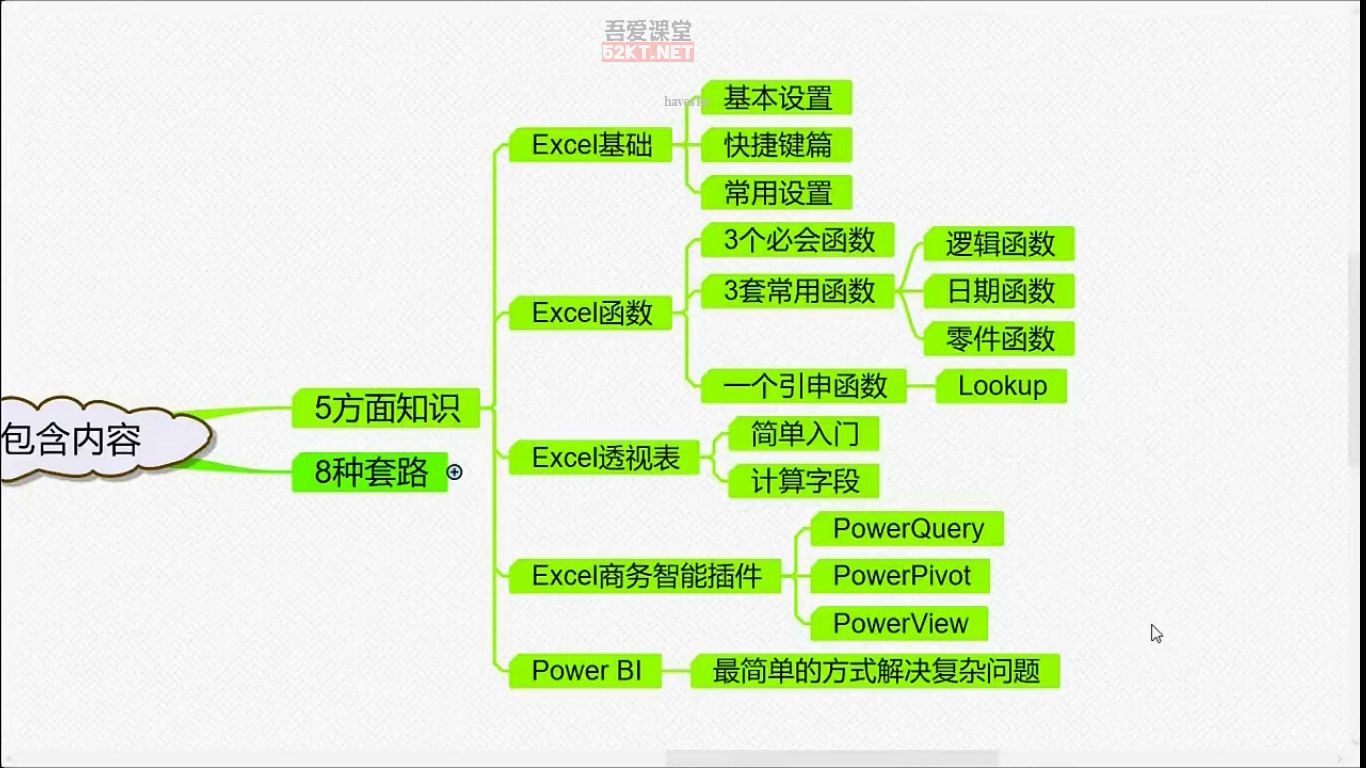 吾爱课堂
52KT.NET
包含内容
5方面知识
Excel基础
基本设置
快捷键篇
常用设置
Excel函数
3个必会函数
3套常用函数
逻辑函数
日期函数
零件函数
一个引申函数
Lookup
Excel透视表
简单入门
计算字段
Excel商务智能插件
PowerQuery
PowerPivot
PowerView
Power BI
最简单的方式解决复杂问题
8种套路